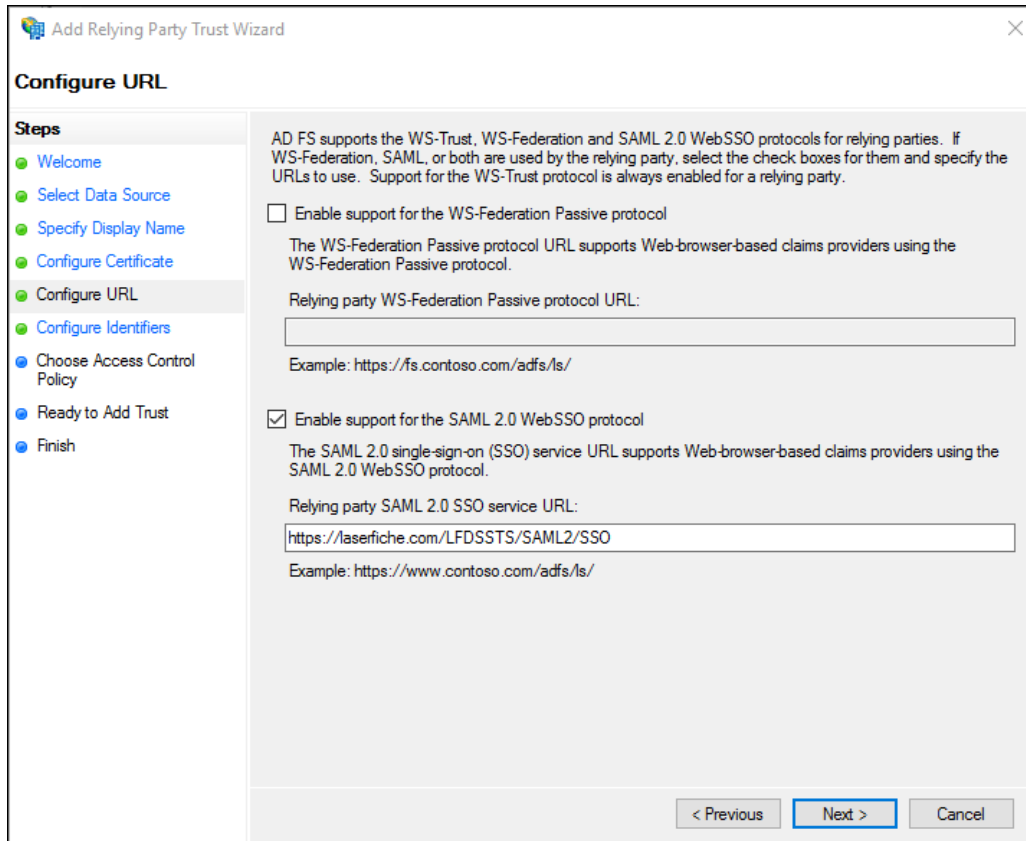 Add Relying Party Trust Wizard
Configure URL
Steps
Welcome
Select Data Source
Specify Display Name
Configure Certificate
Configure URL
Configure Identifiers
Choose Access Control
Policy
Ready to Add Trust
Finish
AD FS supports the WS-Trust, WS-Federation and SAML 2.0 WebSSO protocols for relying parties.  If
WS-Federation, SAML, or both are used by the relying party, select the check boxes for them and specify the
URLs to use.  Support for the WS-Trust protocol is always enabled for a relying party.
Enable support for the WS-Federation Passive protocol
The WS-Federation Passive protocol URL supports Web-browser-based claims providers using the
WS-Federation Passive protocol.
Relying party WS-Federation Passive protocol URL:
Example: https://fs.contoso.com/adfs/ls/
Enable support for the SAML 2.0 WebSSO protocol
The SAML 2.0 single-sign-on (SSO) service URL supports Web-browser-based claims providers using the
SAML 2.0 WebSSO protocol.
Relying party SAML 2.0 SSO service URL:
https://laserfiche.com/LFDSSTS/SAML2/SSO
Example: https://www.contoso.com/adfs/ls/
< Previous
Next >
Cancel